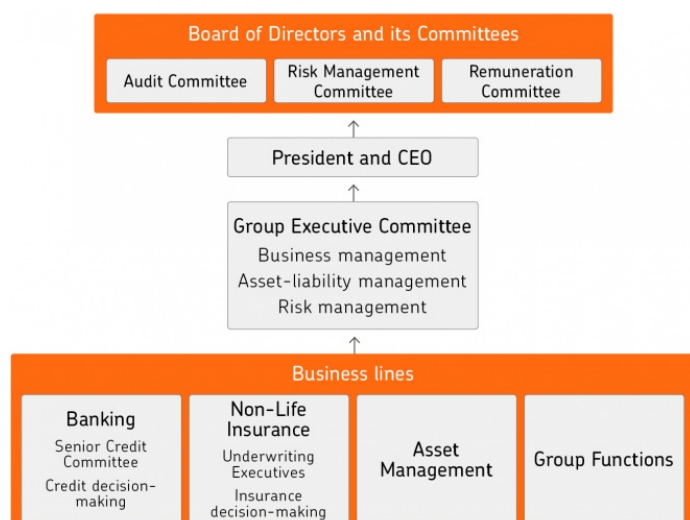 Board of Directors and its Committees
Audit Committee
Risk Management
Committee
Remuneration
Committee
President and CEO
Group Executive Committee
Business management
Asset-liability management
Risk management
Business lines
Banking
Senior Credit
Committee
Credit decision-
making
Non-Life
Insurance
Underwriting
Executives
Insurance
decision-making
Asset
Management
Group Functions